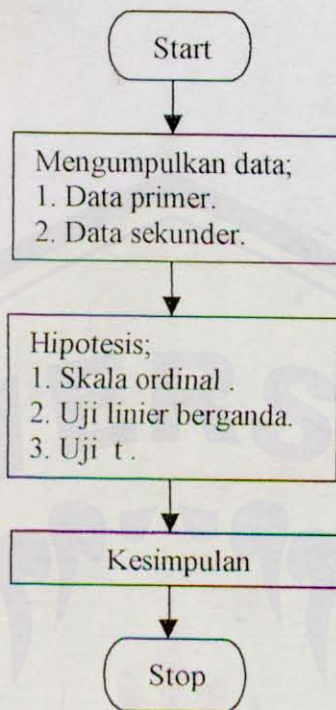 Start
Mengumpulkan data;
1. Data primer.
2. Data sekunder.
Hipotesis;
1. Skala ordinal .
2. Uji linier berganda.
3. Uji t .
Kesimpulan
Stop